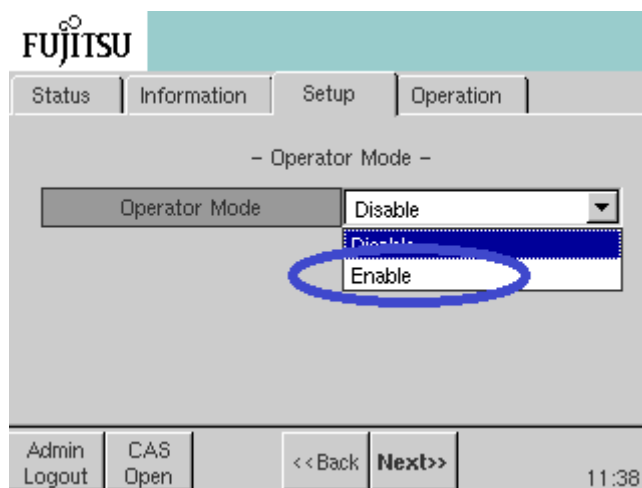 FUJITSU
Status Information Setup Operation
– Operator Mode –
Operator Mode Disable
Disable
Enable
Admin Logout CAS Open <<Back Next>> 11:38